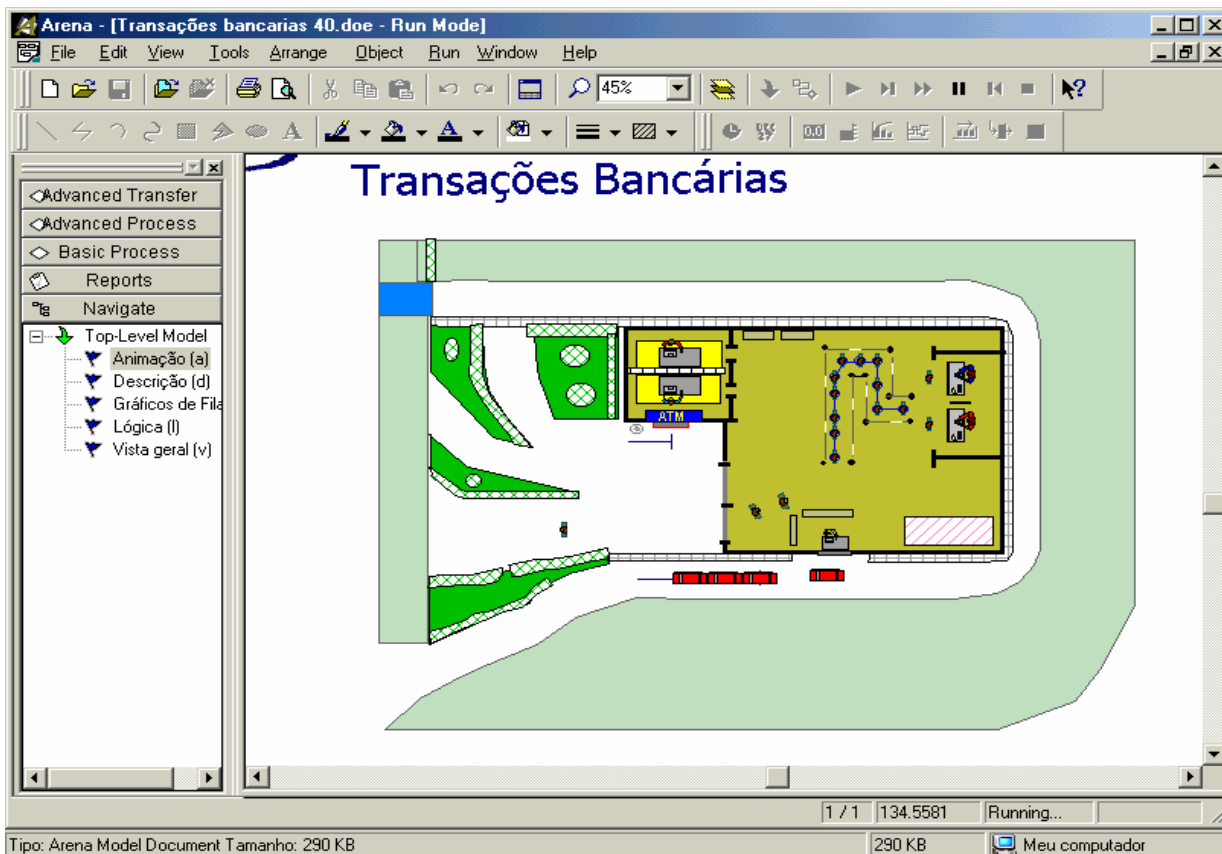 Arena - [Transações bancarias 40.doe - Run Mode]
File Edit View Tools Arrange Object Run Window Help
45%
Advanced Transfer
Advanced Process
Basic Process
Reports
Navigate
Top-Level Model
Animação (a)
Descrição (d)
Gráficos de Fila
Lógica (l)
Vista geral (v)
Transações Bancárias
ATM
1 / 1 134.5581 Running...
Tipo: Arena Model Document Tamanho: 290 KB 290 KB Meu computador